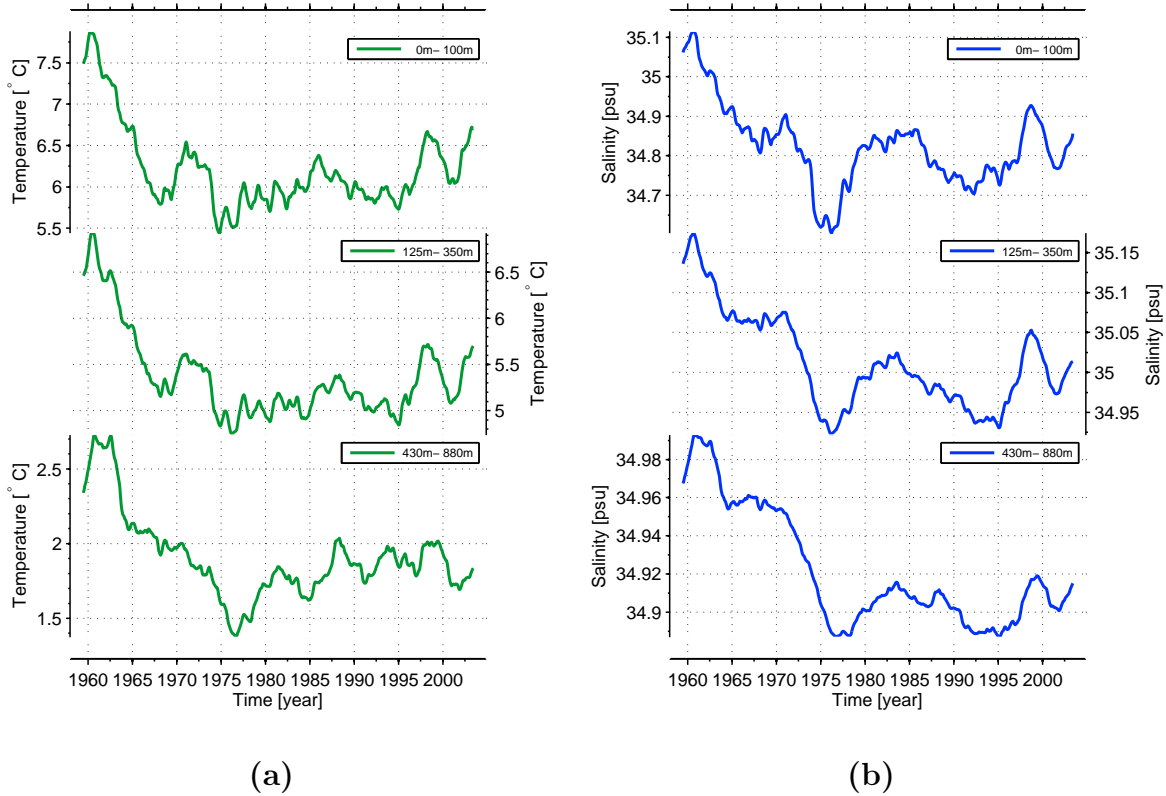 0m− 100m
7.5
7
6.5
6
5.5
Temperature [ °C]
125m− 350m
6.5
6
5.5
5
Temperature [ °C]
430m− 880m
2.5
2
1.5
Temperature [ °C]
1960 1965 1970 1975 1980 1985 1990 1995 2000
Time [year]
(a)
0m− 100m
35.1
35
34.9
34.8
34.7
Salinity [psu]
125m− 350m
35.15
35.1
35.05
35
34.95
Salinity [psu]
430m− 880m
34.98
34.96
34.94
34.92
34.9
Salinity [psu]
1960 1965 1970 1975 1980 1985 1990 1995 2000
Time [year]
(b)